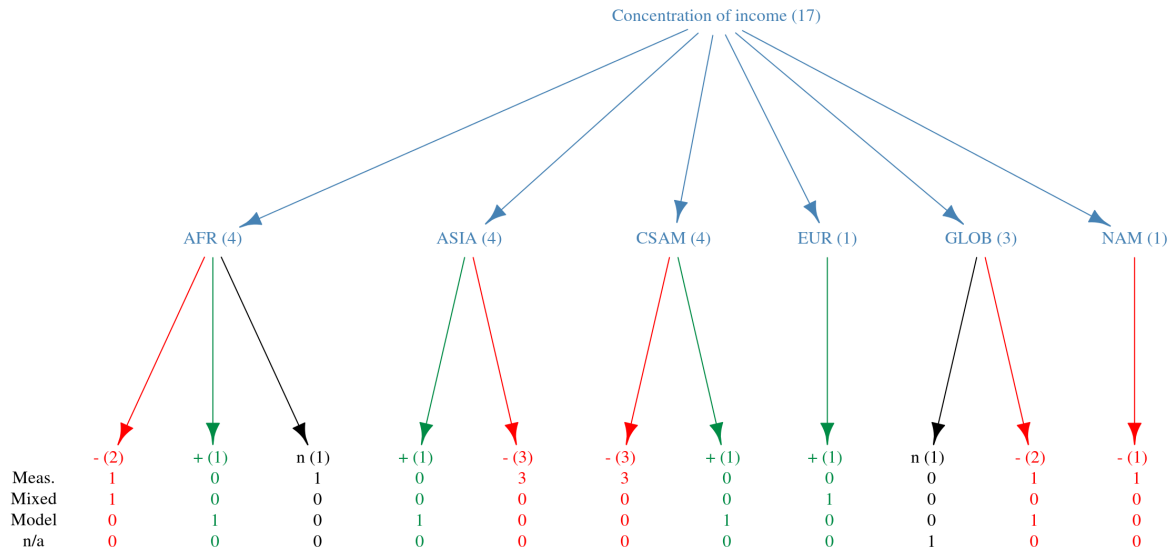 Concentration of income (17)
AFR (4) ASIA (4) CSAM (4) EUR (1) GLOB (3) NAM (1)
- (2) + (1) n (1) + (1) - (3) - (3) + (1) + (1) n (1) - (2) - (1)
Meas. 1 0 1 0 3 3 0 0 0 1 1
Mixed 1 0 0 0 0 0 0 1 0 0 0
Model 0 1 0 1 0 0 1 0 0 1 0
n/a 0 0 0 0 0 0 0 0 1 0 0